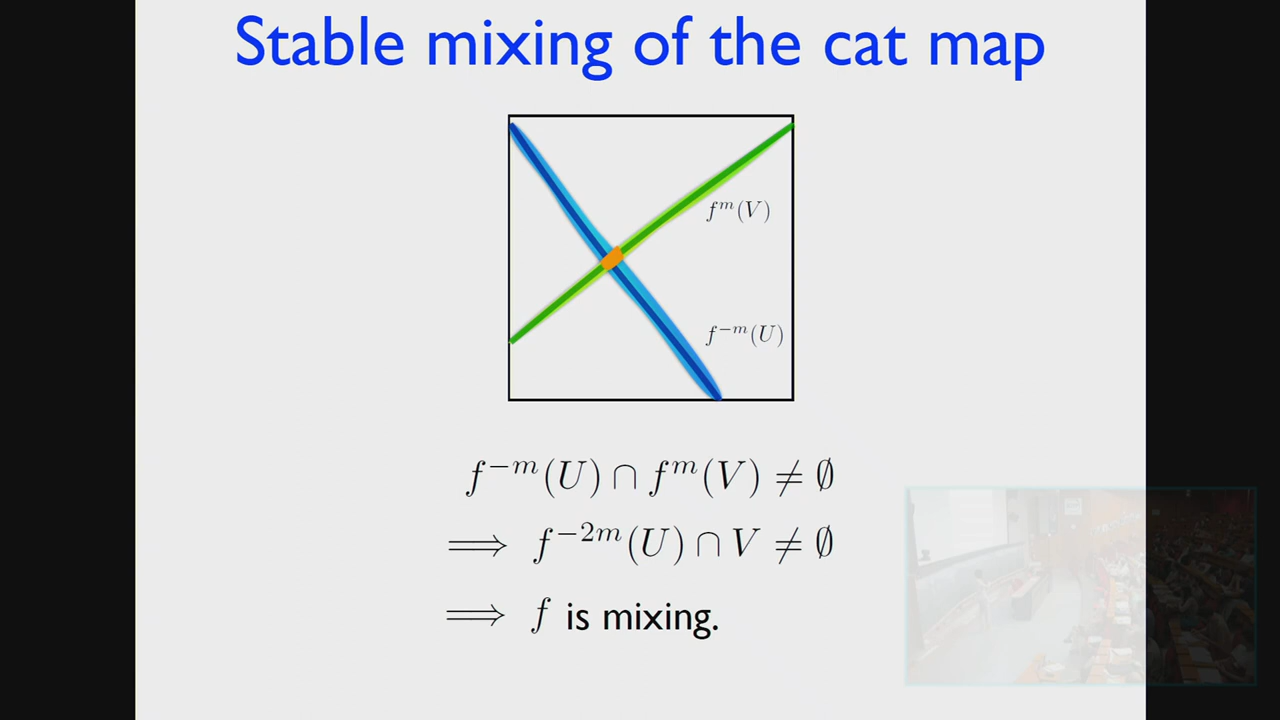 Stable mixing of the cat map
f^m(V)
f^{-m}(U)
f^{-m}(U) ∩ f^m(V) ≠ ∅
⟹ f^{-2m}(U) ∩ V ≠ ∅
⟹ f is mixing.